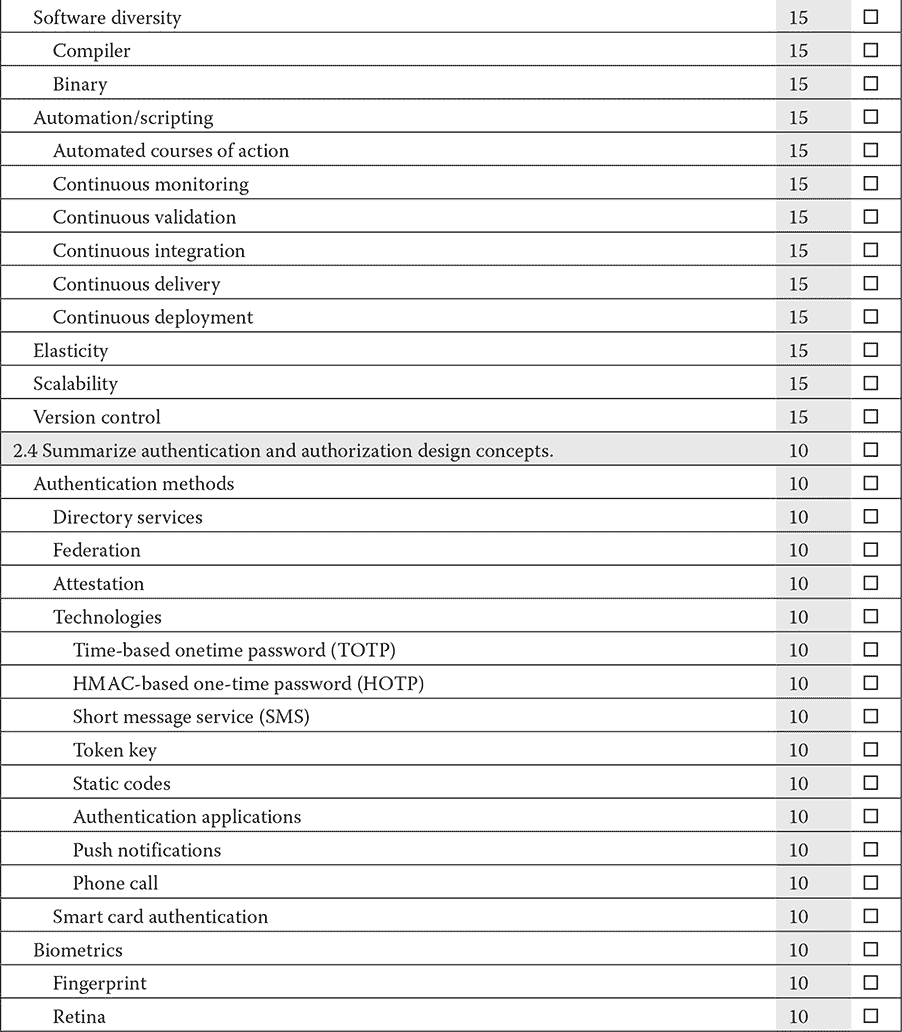 Software diversity 15 ☐
Compiler 15 ☐
Binary 15 ☐
Automation/scripting 15 ☐
Automated courses of action 15 ☐
Continuous monitoring 15 ☐
Continuous validation 15 ☐
Continuous integration 15 ☐
Continuous delivery 15 ☐
Continuous deployment 15 ☐
Elasticity 15 ☐
Scalability 15 ☐
Version control 15 ☐
2.4 Summarize authentication and authorization design concepts. 10 ☐
Authentication methods 10 ☐
Directory services 10 ☐
Federation 10 ☐
Attestation 10 ☐
Technologies 10 ☐
Time-based onetime password (TOTP) 10 ☐
HMAC-based one-time password (HOTP) 10 ☐
Short message service (SMS) 10 ☐
Token key 10 ☐
Static codes 10 ☐
Authentication applications 10 ☐
Push notifications 10 ☐
Phone call 10 ☐
Smart card authentication 10 ☐
Biometrics 10 ☐
Fingerprint 10 ☐
Retina 10 ☐